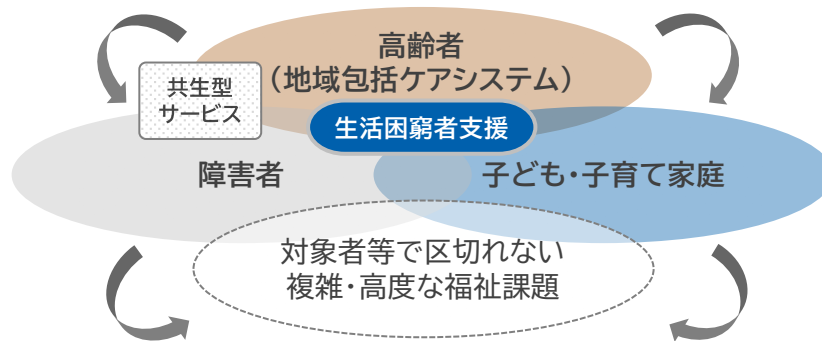 高齢者
（地域包括ケアシステム）
共生型
サービス
生活困窮者支援
障害者
子ども・子育て家庭
対象者等で区切れない
複雑・高度な福祉課題